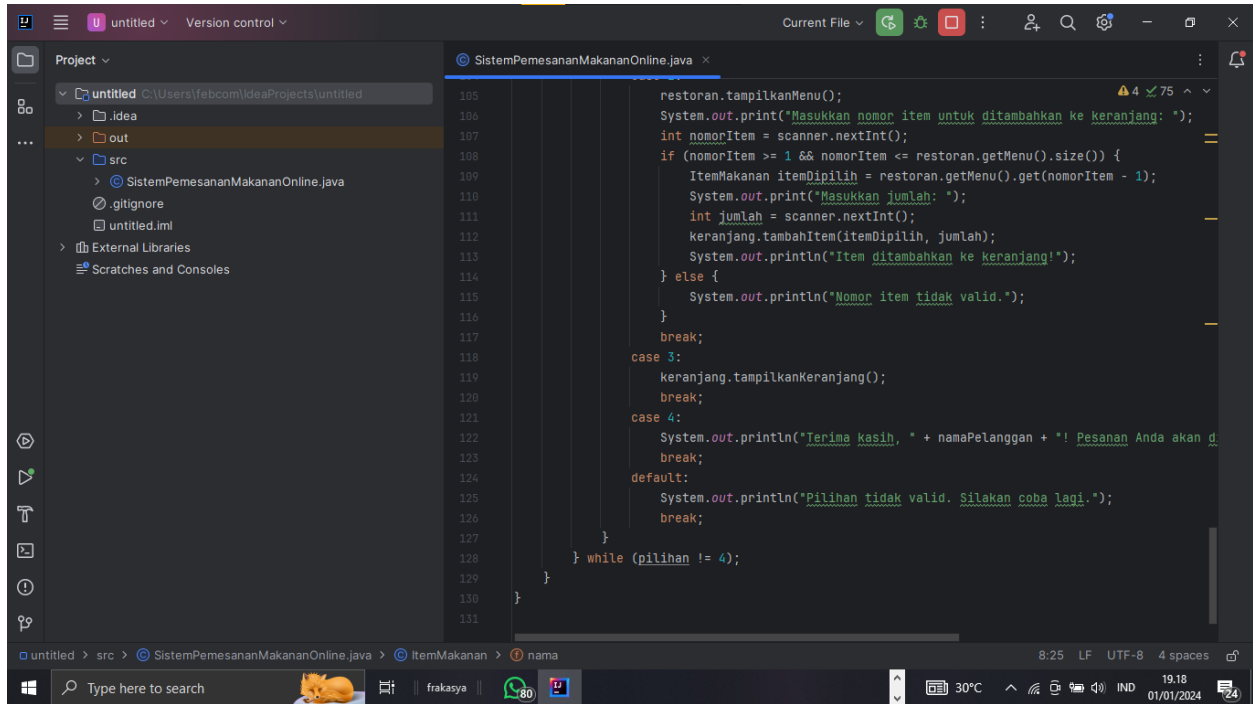 untitled Version control
Current File
Project
SistemPemesananMakananOnline.java
untitled C:\Users\febcom\IdeaProjects\untitled
.idea
out
src
SistemPemesananMakananOnline.java
.gitignore
untitled.iml
External Libraries
Scratches and Consoles
4 75
105 restoran.tampilkanMenu();
106 System.out.print("Masukkan nomor item untuk ditambahkan ke keranjang: ");
107 int nomorItem = scanner.nextInt();
108 if (nomorItem >= 1 && nomorItem <= restoran.getMenu().size()) {
109 ItemMakanan itemDipilih = restoran.getMenu().get(nomorItem - 1);
110 System.out.print("Masukkan jumlah: ");
111 int jumlah = scanner.nextInt();
112 keranjang.tambahItem(itemDipilih, jumlah);
113 System.out.println("Item ditambahkan ke keranjang!");
114 } else {
115 System.out.println("Nomor item tidak valid.");
116 }
117 break;
118 case 3:
119 keranjang.tampilkanKeranjang();
120 break;
121 case 4:
122 System.out.println("Terima kasih, " + namaPelanggan + "! Pesanan Anda akan d
123 break;
124 default:
125 System.out.println("Pilihan tidak valid. Silakan coba lagi.");
126 break;
127 }
128 } while (pilihan != 4);
129 }
130 }
131
untitled > src > SistemPemesananMakananOnline.java > ItemMakanan > nama
8:25 LF UTF-8 4 spaces
Type here to search
frakasya
80
30°C
IND
19.18
01/01/2024
24